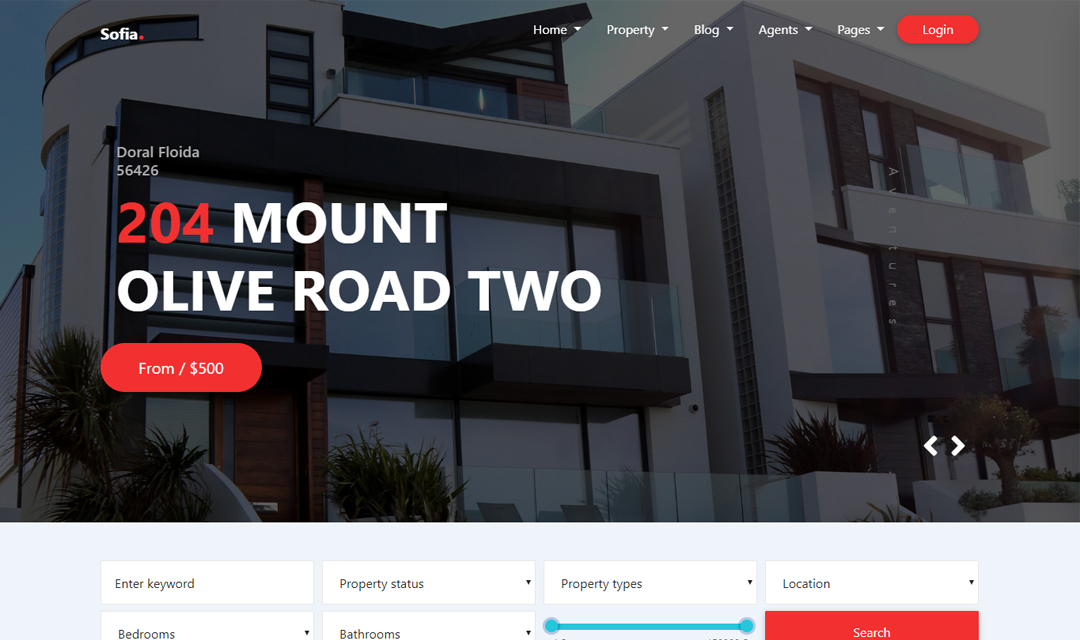 Sofia.
Home
Property
Blog
Agents
Pages
Login
Doral Floida
56426
204 MOUNT
OLIVE ROAD TWO
Aventures
From / $500
Enter keyword
Property status
Property types
Location
Bedrooms
Bathrooms
Search